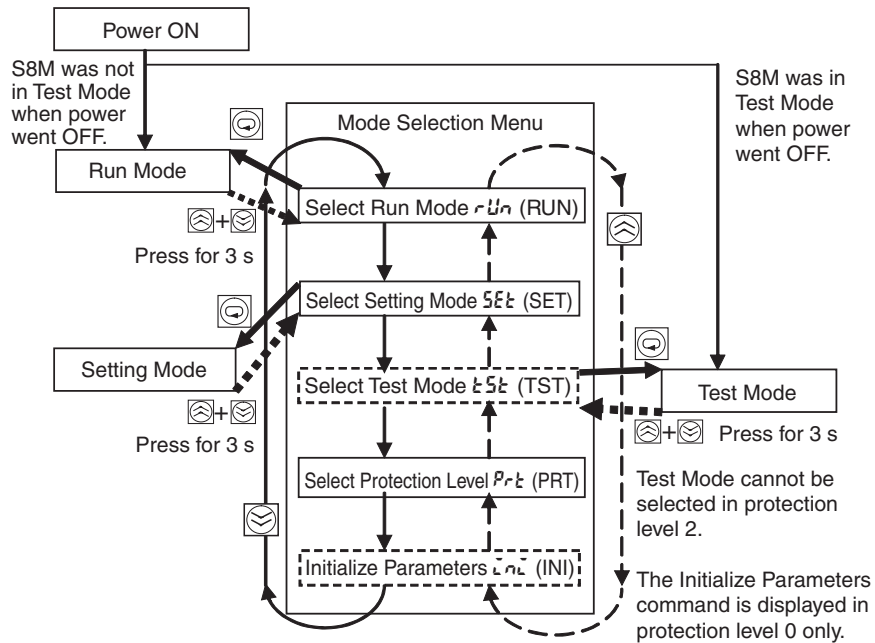 Power ON
S8M was not
in Test Mode
when power
went OFF.
S8M was in
Test Mode
when power
went OFF.
Mode Selection Menu
Run Mode
Select Run Mode rUn (RUN)
+
Press for 3 s
Select Setting Mode SEt (SET)
Setting Mode
+
Press for 3 s
Select Test Mode tSt (TST)
Test Mode
+ Press for 3 s
Select Protection Level Prt (PRT)
Test Mode cannot be
selected in protection
level 2.
Initialize Parameters ini (INI)
The Initialize Parameters
command is displayed in
protection level 0 only.